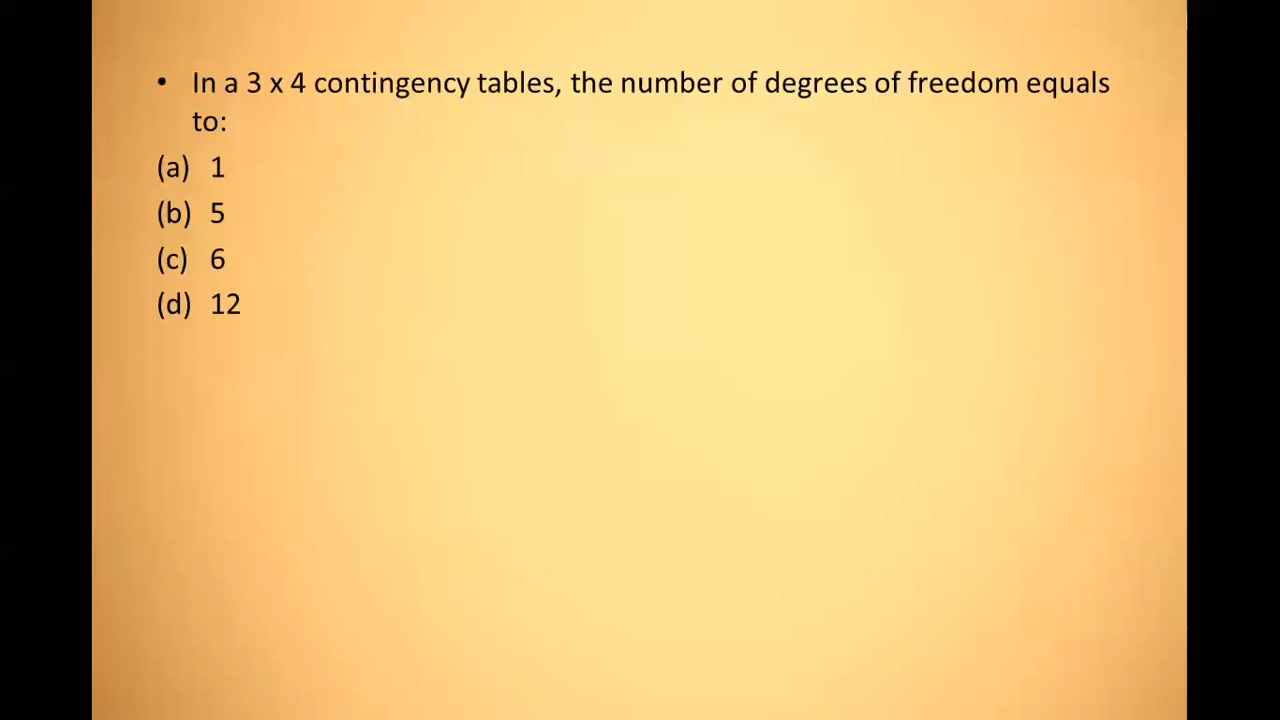 • In a 3 x 4 contingency tables, the number of degrees of freedom equals
to:
(a) 1
(b) 5
(c) 6
(d) 12